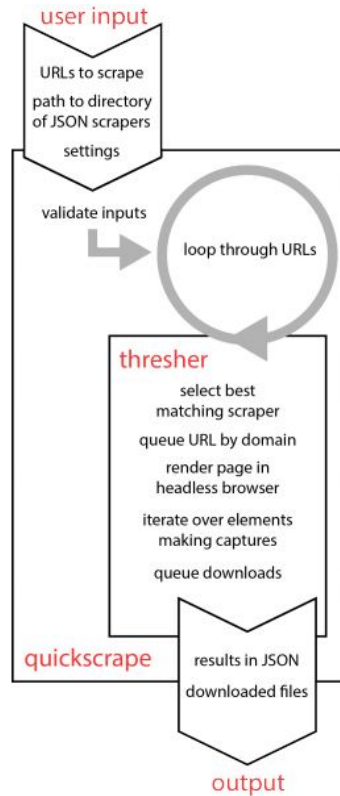 user input
URLs to scrape
path to directory
of JSON scrapers
settings
validate inputs
loop through URLs
thresher
select best
matching scraper
queue URL by domain
render page in
headless browser
iterate over elements
making captures
queue downloads
quickscrape
results in JSON
downloaded files
output